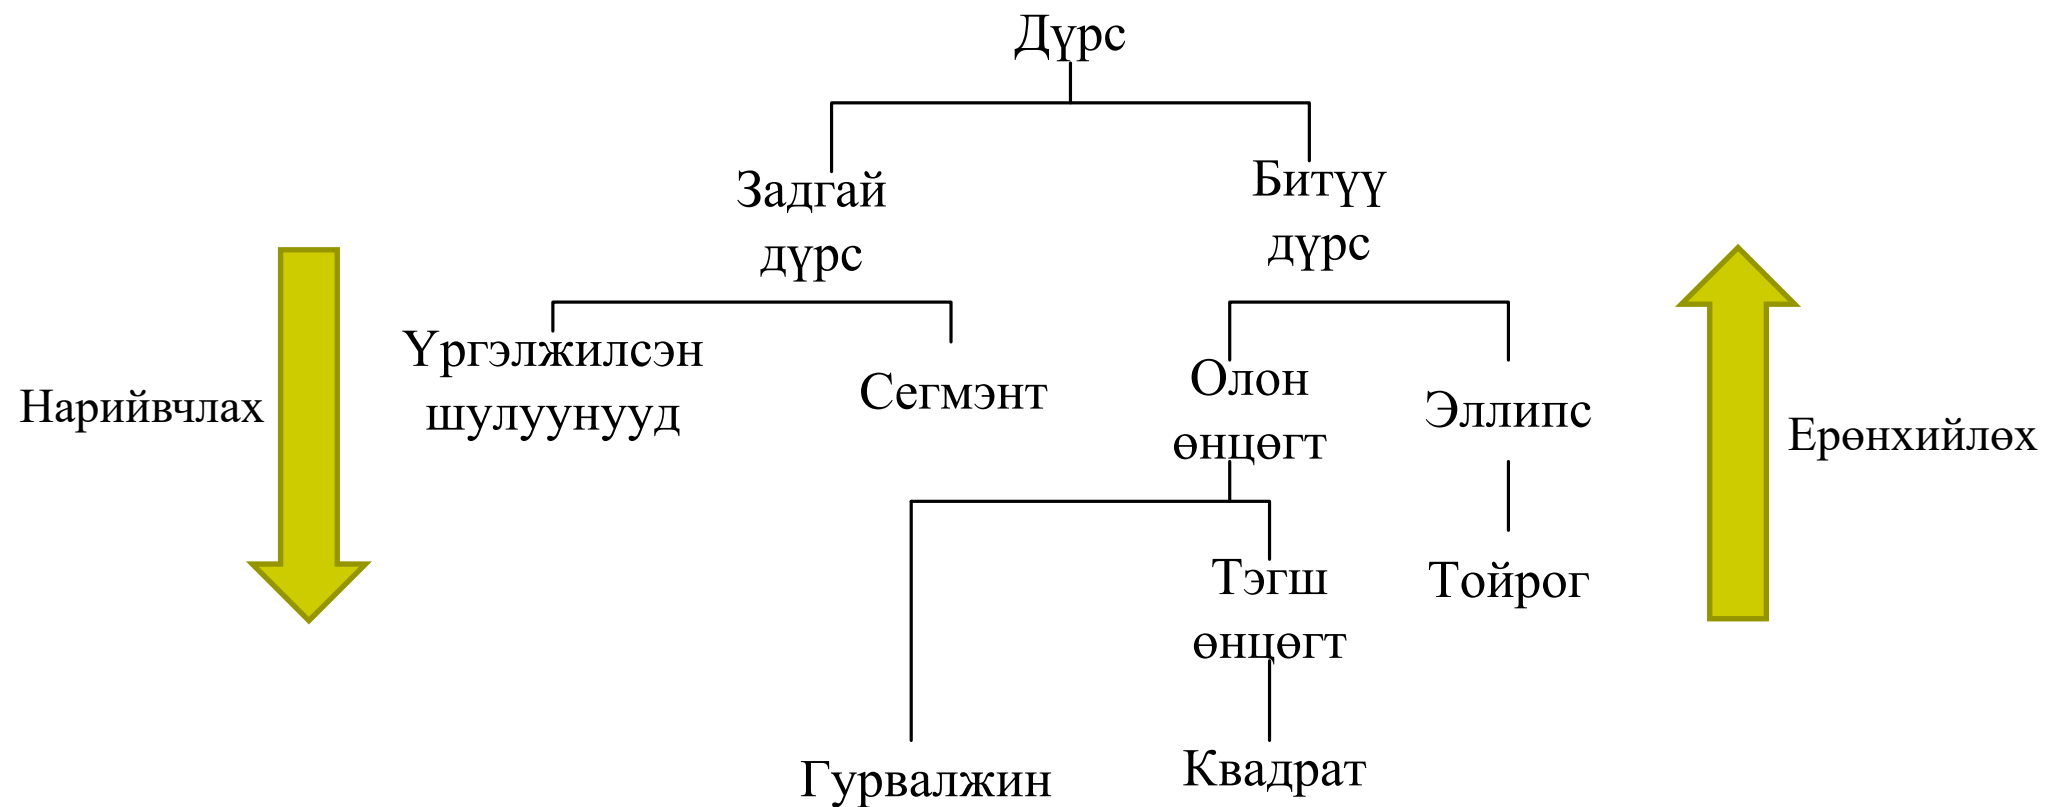 Дүрс
Задгай
дүрс
Битүү
дүрс
Үргэлжилсэн
шулуунууд
Сегмэнт
Олон
өнцөгт
Эллипс
Нарийвчлах
Ерөнхийлөх
Тэгш
өнцөгт
Тойрог
Гурвалжин
Квадрат